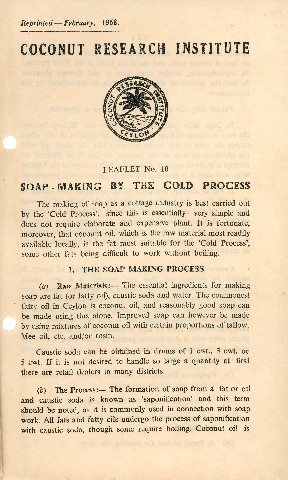 Reprinted—February, 1968.
COCONUT RESEARCH INSTITUTE
COCONUT RESEARCH INSTITUTE
CEYLON
LEAFLET No. 10
SOAP-MAKING BY THE COLD PROCESS
The making of soap as a cottage industry is best carried out
by the 'Cold Process', since this is essentially very simple and
does not require elaborate and expensive plant. It is fortunate,
moreover, that coconut oil, which is the raw material most readily
available locally, is the fat most suitable for the 'Cold Process',
some other fats being difficult to work without boiling.
1. THE SOAP MAKING PROCESS
(a) Raw Materials:— The essential ingredients for making
soap are fat (or fatty oil), caustic soda and water. The commonest
fatty oil in Ceylon is coconut oil, and reasonably good soap can
be made using this alone. Improved soap can however be made
by using mixtures of coconut oil with certain proportions of tallow,
Mee oil, etc. and/or rosin.
Caustic soda can be obtained in drums of 1 cwt., 3 cwt. or
5 cwt. If it is not desired to handle so large a quantity at first
there are retail dealers in many districts.
(b) The Process:— The formation of soap from a fat or oil
and caustic soda is known as 'saponification' and this term
should be noted, as it is commonly used in connection with soap
work. All fats and fatty oils undergo the process of saponification
with caustic soda, though some require boiling. Coconut oil is